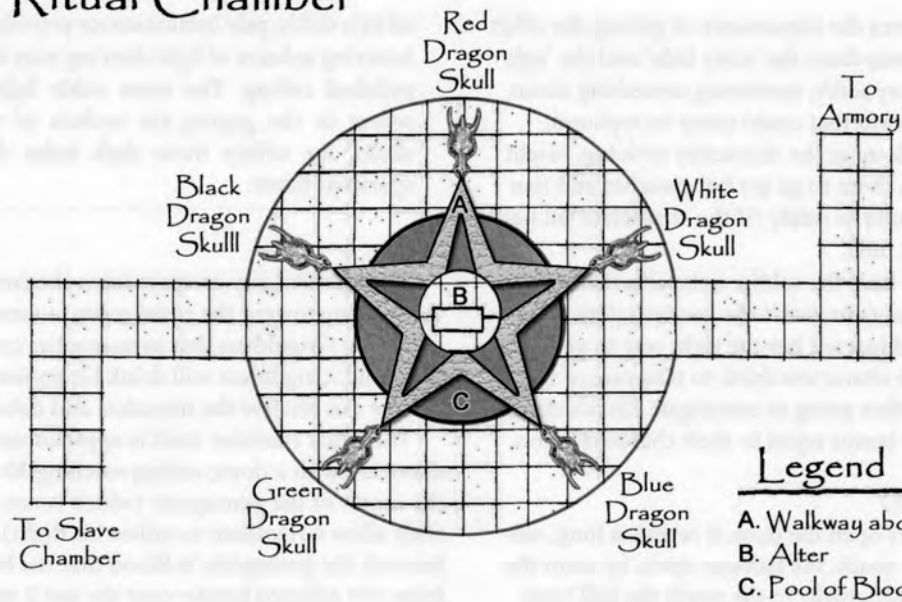 Ritual Chamber
Red
Dragon
Skull
To
Armory
Black
Dragon
Skulll
White
Dragon
Skull
A
B
C
Green
Dragon
Skull
Blue
Dragon
Skull
To Slave
Chamber
Legend
A. Walkway
B. Alter
C. Pool of